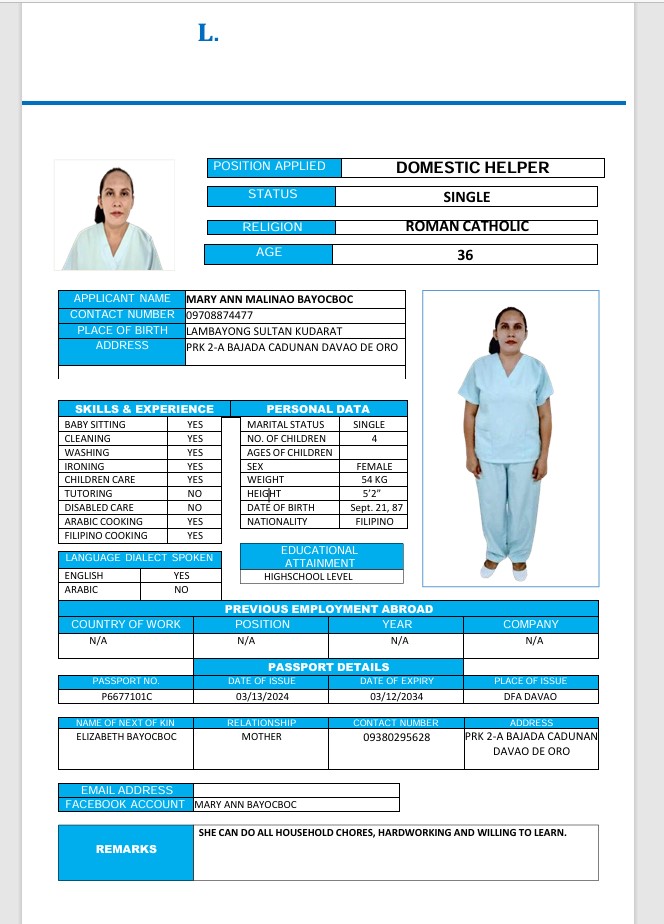 L.
POSITION APPLIED DOMESTIC HELPER
STATUS SINGLE
RELIGION ROMAN CATHOLIC
AGE 36
APPLICANT NAME MARY ANN MALINAO BAYOCBOC
CONTACT NUMBER 09708874477
PLACE OF BIRTH LAMBAYONG SULTAN KUDARAT
ADDRESS PRK 2-A BAJADA CADUNAN DAVAO DE ORO
SKILLS & EXPERIENCE PERSONAL DATA
BABY SITTING YES MARITAL STATUS SINGLE
CLEANING YES NO. OF CHILDREN 4
WASHING YES AGES OF CHILDREN
IRONING YES SEX FEMALE
CHILDREN CARE YES WEIGHT 54 KG
TUTORING NO HEIGHT 5'2"
DISABLED CARE NO DATE OF BIRTH Sept. 21, 87
ARABIC COOKING YES NATIONALITY FILIPINO
FILIPINO COOKING YES
LANGUAGE DIALECT SPOKEN
ENGLISH YES
ARABIC NO
EDUCATIONAL
ATTAINMENT
HIGHSCHOOL LEVEL
PREVIOUS EMPLOYMENT ABROAD
COUNTRY OF WORK POSITION YEAR COMPANY
N/A N/A N/A N/A
PASSPORT DETAILS
PASSPORT NO. DATE OF ISSUE DATE OF EXPIRY PLACE OF ISSUE
P6677101C 03/13/2024 03/12/2034 DFA DAVAO
NAME OF NEXT OF KIN RELATIONSHIP CONTACT NUMBER ADDRESS
ELIZABETH BAYOCBOC MOTHER 09380295628 PRK 2-A BAJADA CADUNAN
DAVAO DE ORO
EMAIL ADDRESS
FACEBOOK ACCOUNT MARY ANN BAYOCBOC
REMARKS SHE CAN DO ALL HOUSEHOLD CHORES, HARDWORKING AND WILLING TO LEARN.